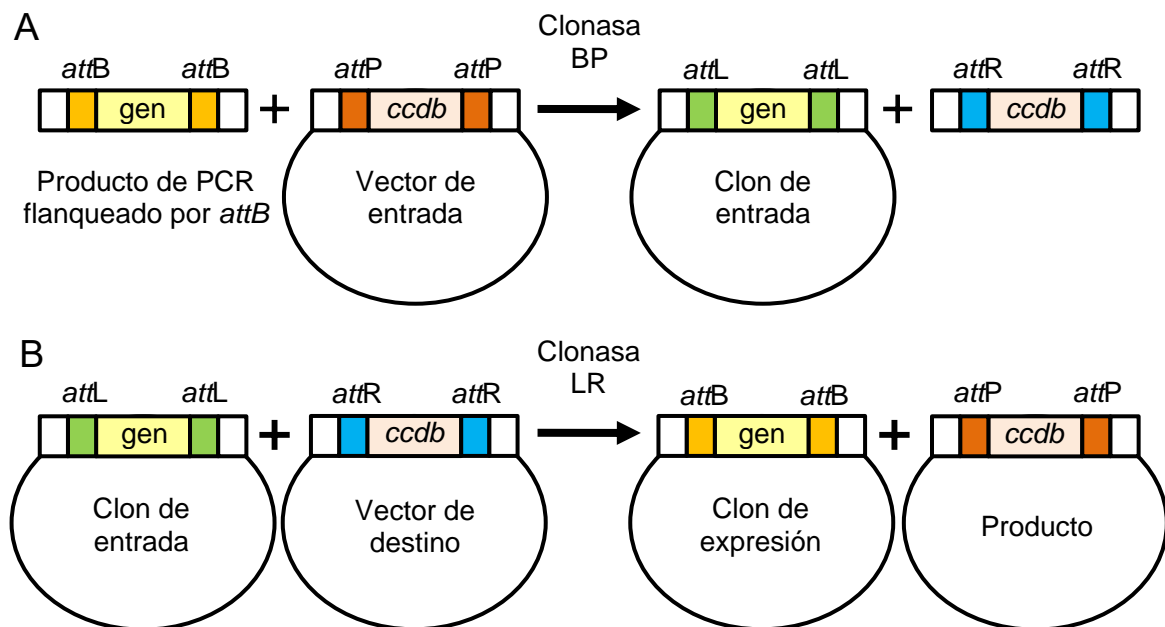 A
Clonasa
BP
attB attB attP attP attL attL attR attR
gen + ccdb gen + ccdb
Producto de PCR
flanqueado por attB
Vector de
entrada
Clon de
entrada
B
Clonasa
LR
attL attL attR attR attB attB attP attP
gen + ccdb gen + ccdb
Clon de
entrada
Vector de
destino
Clon de
expresión
Producto